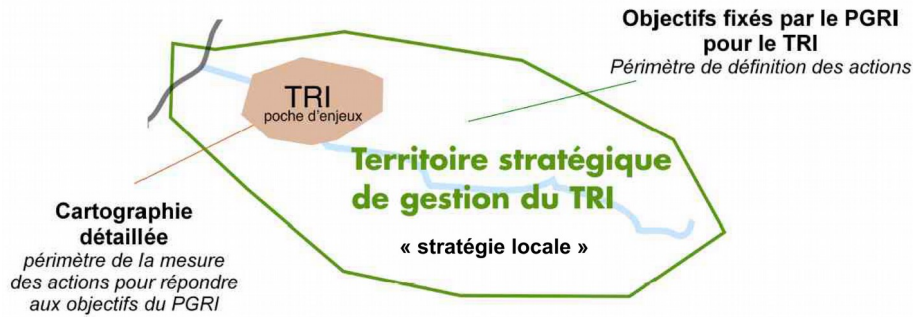 Objectifs fixés par le PGRI
pour le TRI
Périmètre de définition des actions
TRI
poche d'enjeux
Territoire stratégique
de gestion du TRI
« stratégie locale »
Cartographie
détaillée
périmètre de la mesure
des actions pour répondre
aux objectifs du PGRI